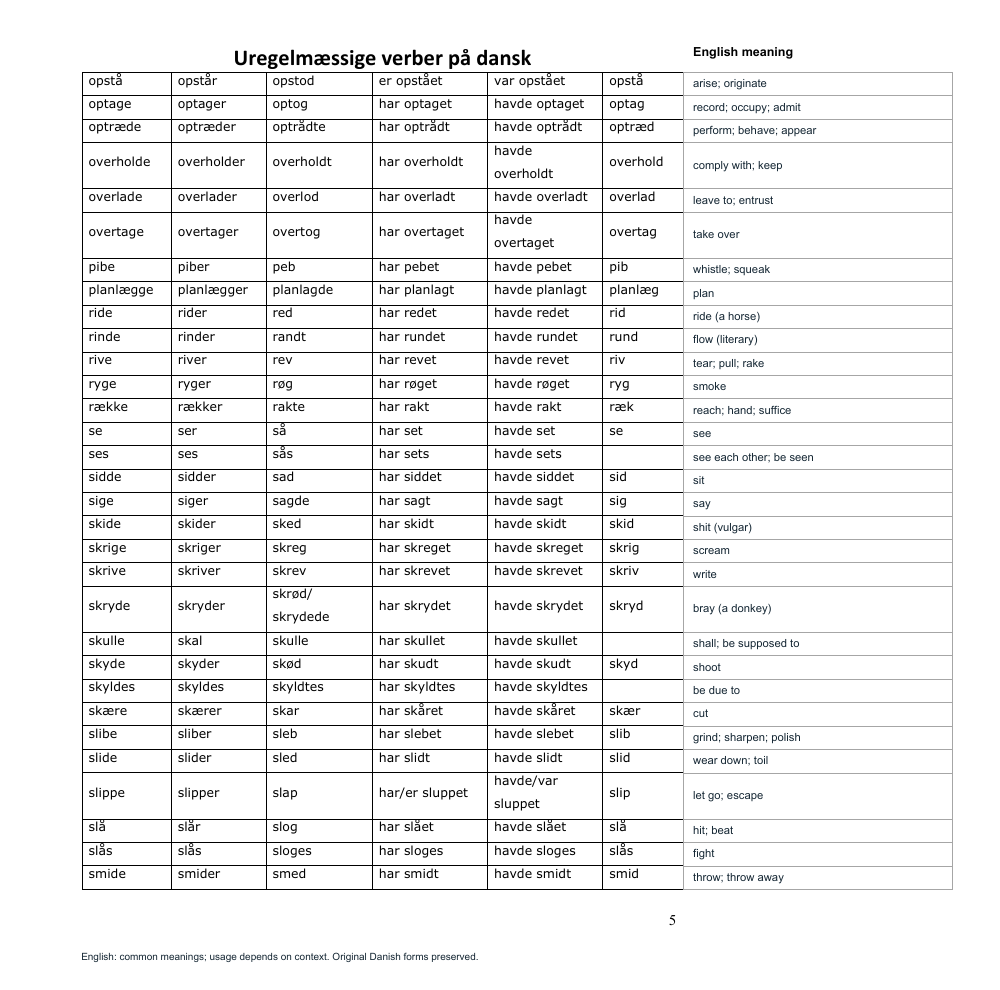 Uregelmæssige verber på dansk English meaning
opstå opstår opstod er opstået var opstået opstå arise; originate
optage optager optog har optaget havde optaget optag record; occupy; admit
optræde optræder optrådte har optrådt havde optrådt optræd perform; behave; appear
overholde overholder overholdt har overholdt havde overholdt overhold comply with; keep
overlade overlader overlod har overladt havde overladt overlad leave to; entrust
overtage overtager overtog har overtaget havde overtaget overtag take over
pibe piber peb har pebet havde pebet pib whistle; squeak
planlægge planlægger planlagde har planlagt havde planlagt planlæg plan
ride rider red har redet havde redet rid ride (a horse)
rinde rinder randt har rundet havde rundet rund flow (literary)
rive river rev har revet havde revet riv tear; pull; rake
ryge ryger røg har røget havde røget ryg smoke
række rækker rakte har rakt havde rakt ræk reach; hand; suffice
se ser så har set havde set se see
ses ses sås har sets havde sets see each other; be seen
sidde sidder sad har siddet havde siddet sid sit
sige siger sagde har sagt havde sagt sig say
skide skider sked har skidt havde skidt skid shit (vulgar)
skrige skriger skreg har skreget havde skreget skrig scream
skrive skriver skrev har skrevet havde skrevet skriv write
skryde skryder skrød/ skrydede har skrydet havde skrydet skryd bray (a donkey)
skulle skal skulle har skullet havde skullet shall; be supposed to
skyde skyder skød har skudt havde skudt skyd shoot
skyldes skyldes skyldtes har skyldtes havde skyldtes be due to
skære skærer skar har skåret havde skåret skær cut
slibe sliber sleb har slebet havde slebet slib grind; sharpen; polish
slide slider sled har slidt havde slidt slid wear down; toil
slippe slipper slap har/er sluppet havde/var sluppet slip let go; escape
slå slår slog har slået havde slået slå hit; beat
slås slås sloges har sloges havde sloges slås fight
smide smider smed har smidt havde smidt smid throw; throw away
5
English: common meanings; usage depends on context. Original Danish forms preserved.